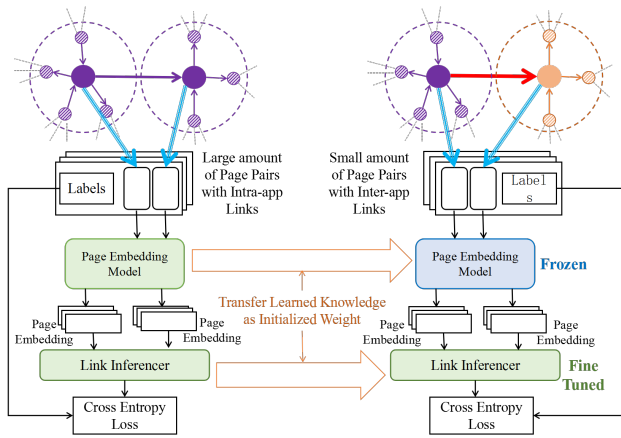 Labels
Large amount
of Page Pairs
with Intra-app
Links
Small amount
of Page Pairs
with Inter-app
Links
Label
s
Page Embedding
Model
Page Embedding
Model
Frozen
Transfer Learned Knowledge
as Initialized Weight
Page
Embedding
Page
Embedding
Page
Embedding
Page
Embedding
Link Inferencer
Link Inferencer
Fine
Tuned
Cross Entropy
Loss
Cross Entropy
Loss